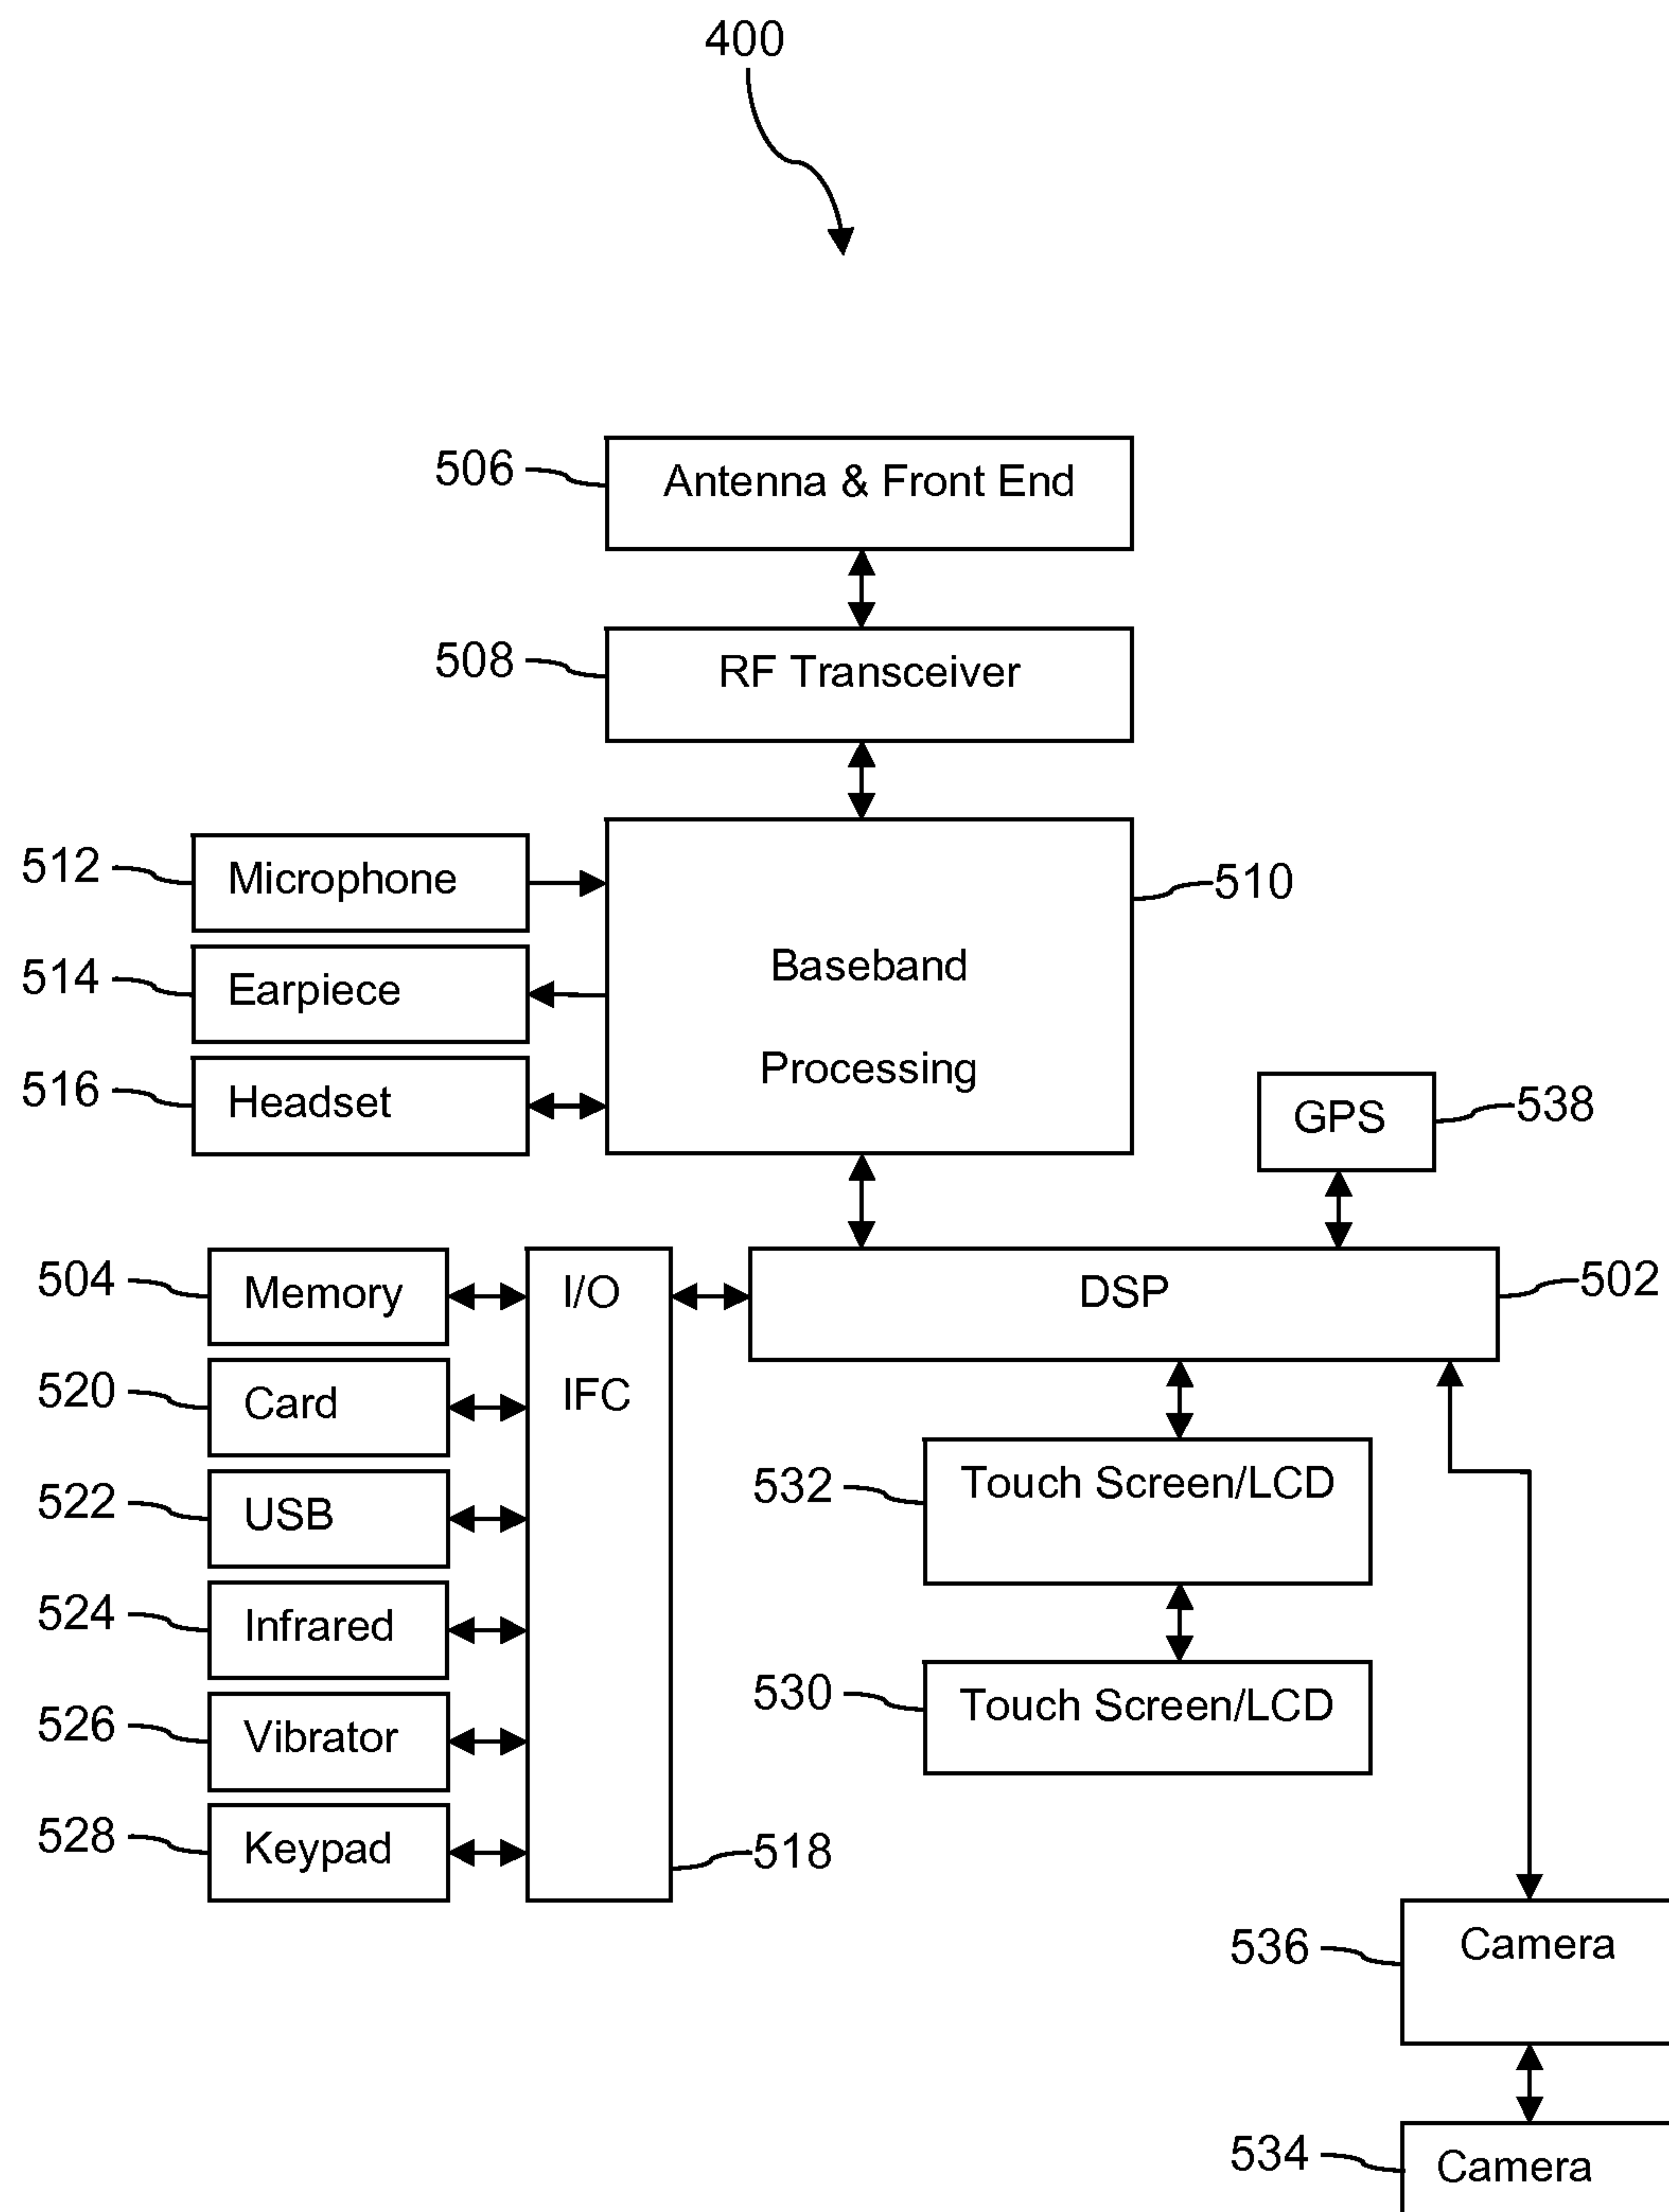 400
506
Antenna & Front End
508
RF Transceiver
512
Microphone
510
514
Earpiece
Baseband
Processing
516
Headset
GPS
538
504
Memory
I/O
IFC
DSP
502
520
Card
522
USB
532
Touch Screen/LCD
524
Infrared
526
Vibrator
530
Touch Screen/LCD
528
Keypad
518
536
Camera
534
Camera